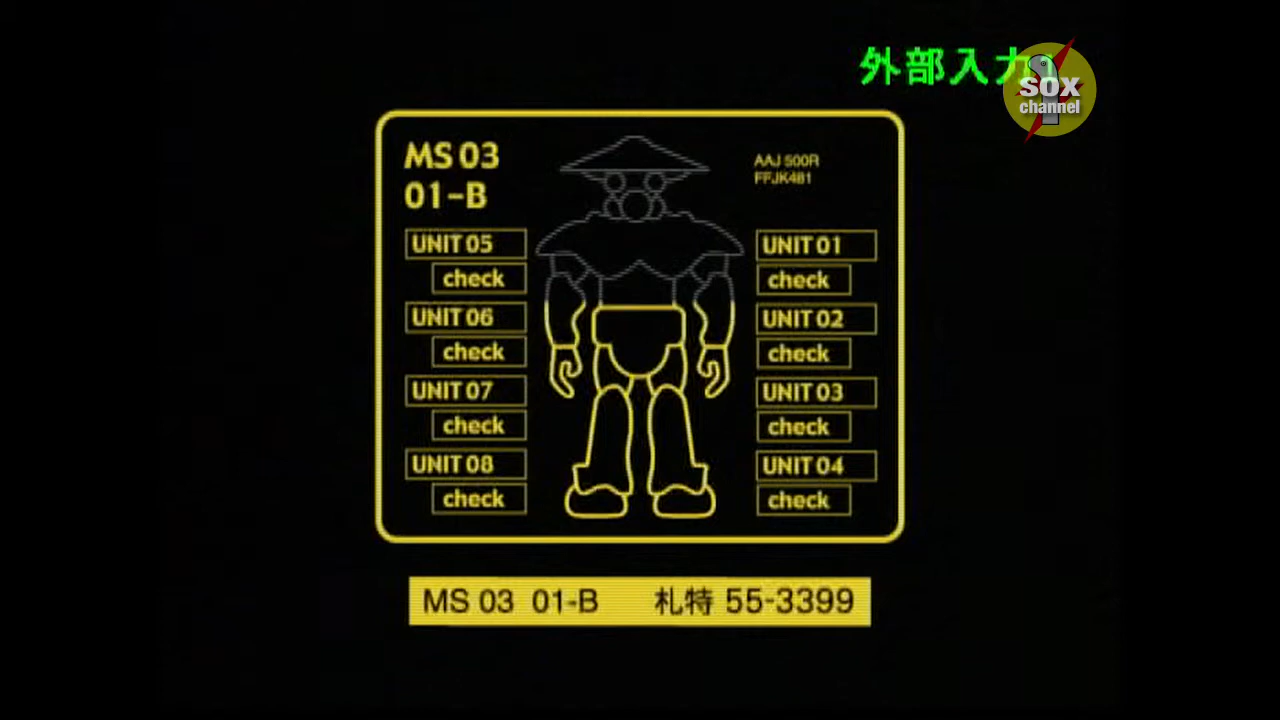 外部入力1
SOX
channel
MS 03
01-B
AAJ 500R
FFJK481
UNIT 05
check
UNIT 06
check
UNIT 07
check
UNIT 08
check
UNIT 01
check
UNIT 02
check
UNIT 03
check
UNIT 04
check
MS 03 01-B 札特 55-3399